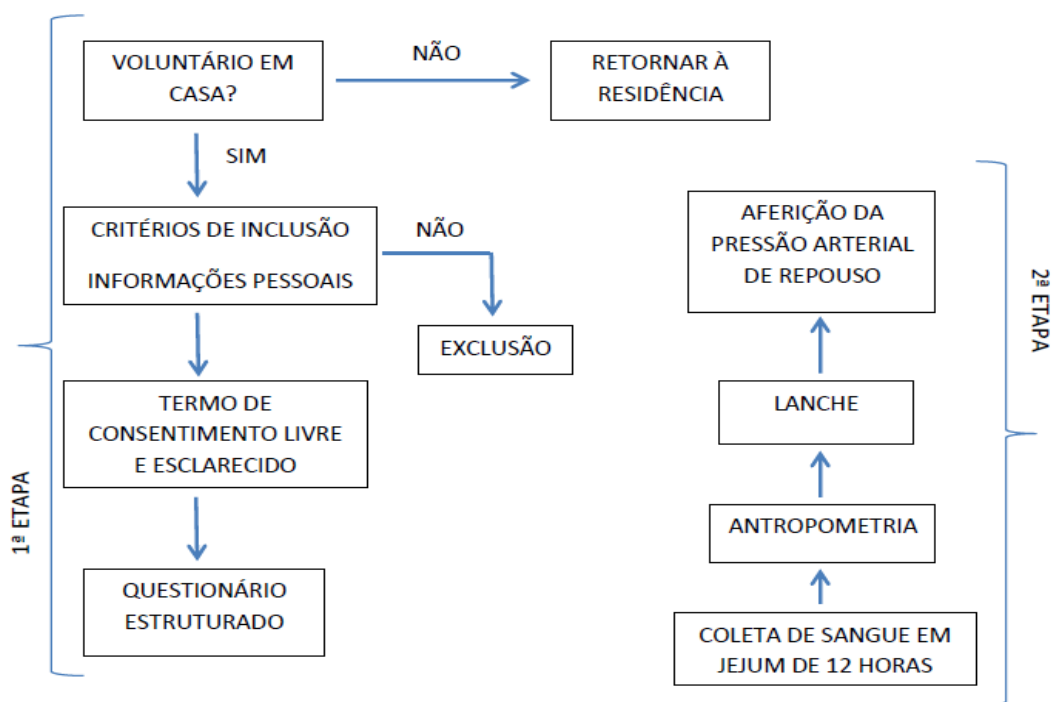 VOLUNTÁRIO EM
CASA?
NÃO
RETORNAR À
RESIDÊNCIA
SIM
CRITÉRIOS DE INCLUSÃO
INFORMAÇÕES PESSOAIS
NÃO
EXCLUSÃO
TERMO DE
CONSENTIMENTO LIVRE
E ESCLARECIDO
QUESTIONÁRIO
ESTRUTURADO
1ª ETAPA
AFERIÇÃO DA
PRESSÃO ARTERIAL
DE REPOUSO
LANCHE
ANTROPOMETRIA
COLETA DE SANGUE EM
JEJUM DE 12 HORAS
2ª ETAPA